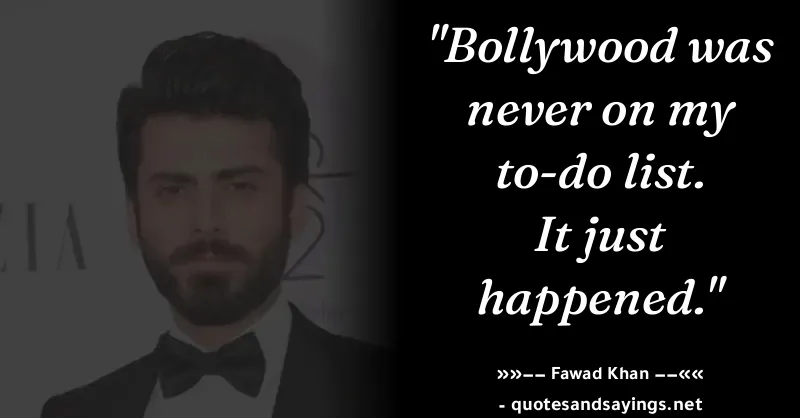 "Bollywood was
never on my
to-do list.
It just
happened."
»»−− Fawad Khan −−««
- quotesandsayings.net